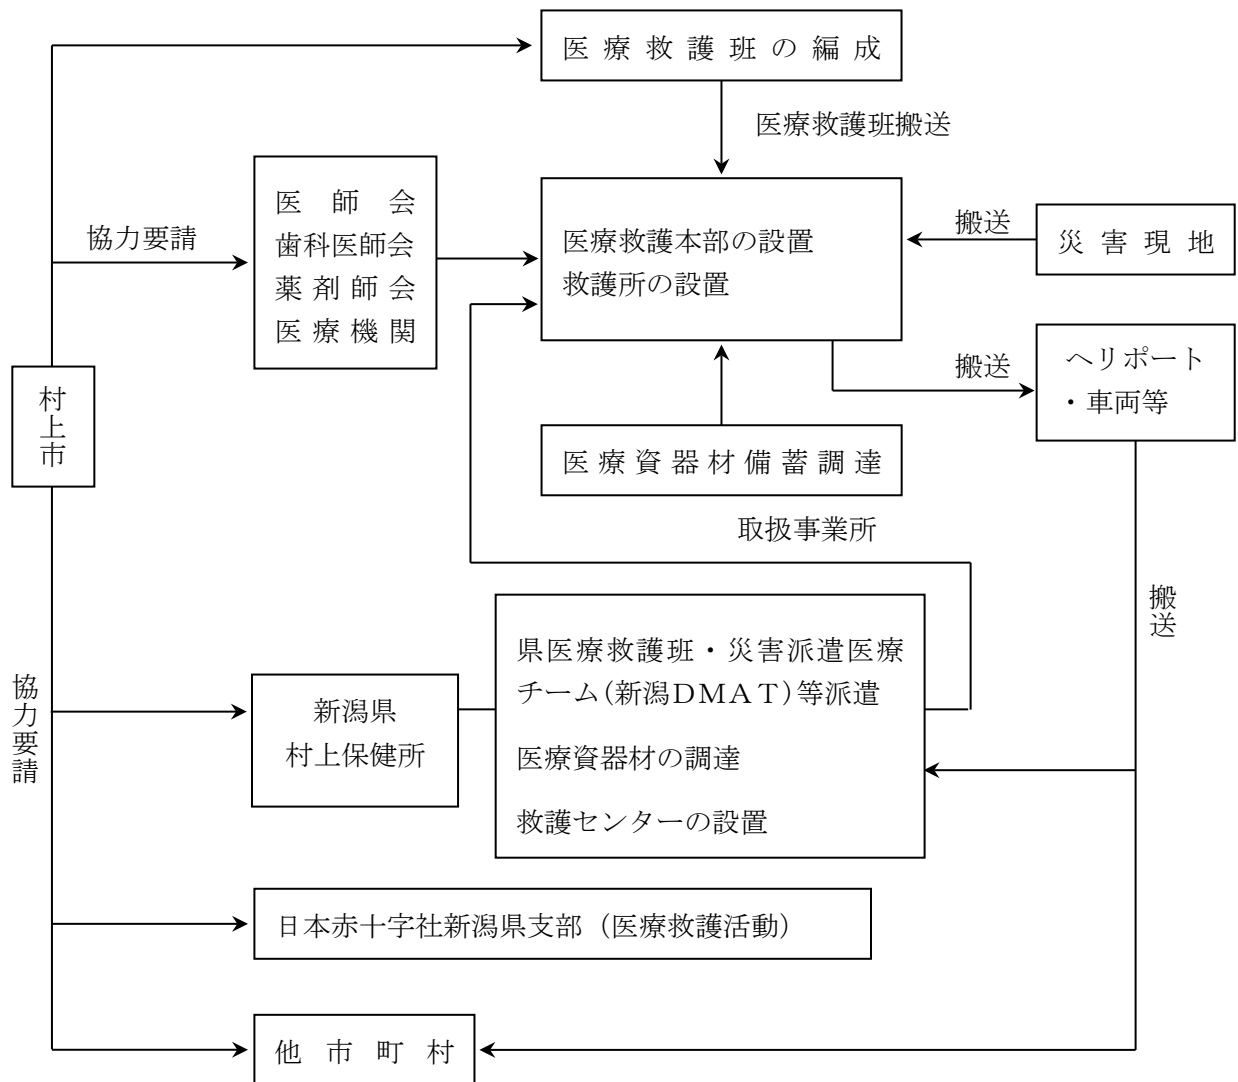 医療救護班の編成
医療救護班搬送
医師会
歯科医師会
薬剤師会
医療機関
協力要請
医療救護本部の設置
救護所の設置
搬送
災害現地
搬送
ヘリポート
・車両等
村上市
医療資器材備蓄調達
取扱事業所
搬送
協力要請
新潟県
村上保健所
県医療救護班・災害派遣医療
チーム(新潟DMAT)等派遣
医療資器材の調達
救護センターの設置
日本赤十字社新潟県支部（医療救護活動）
他市町村